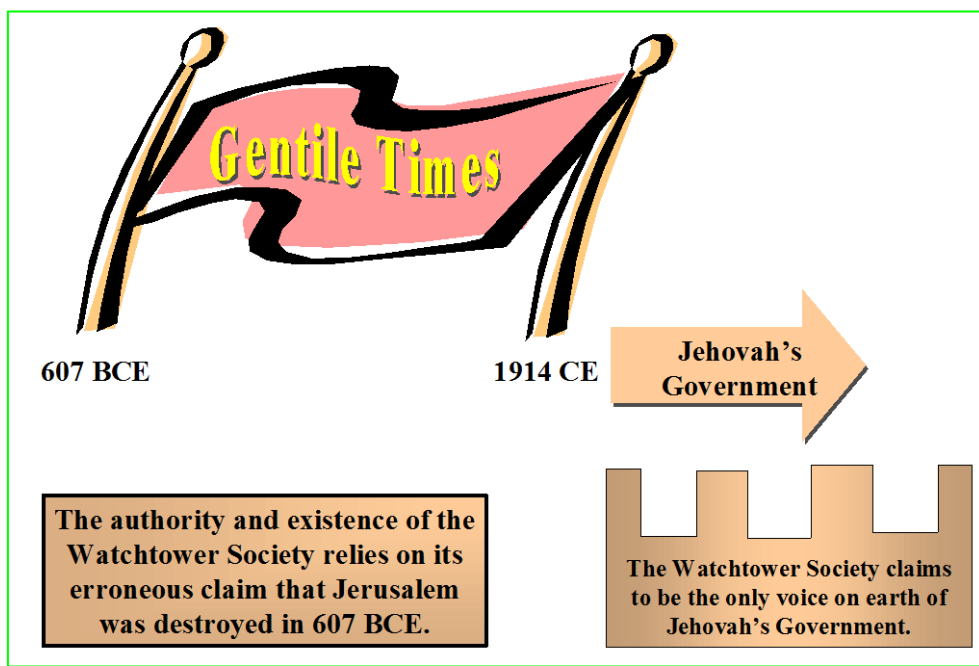 Gentile Times
607 BCE
1914 CE
Jehovah’s
Government
The authority and existence of the
Watchtower Society relies on its
erroneous claim that Jerusalem
was destroyed in 607 BCE.
The Watchtower Society claims
to be the only voice on earth of
Jehovah’s Government.